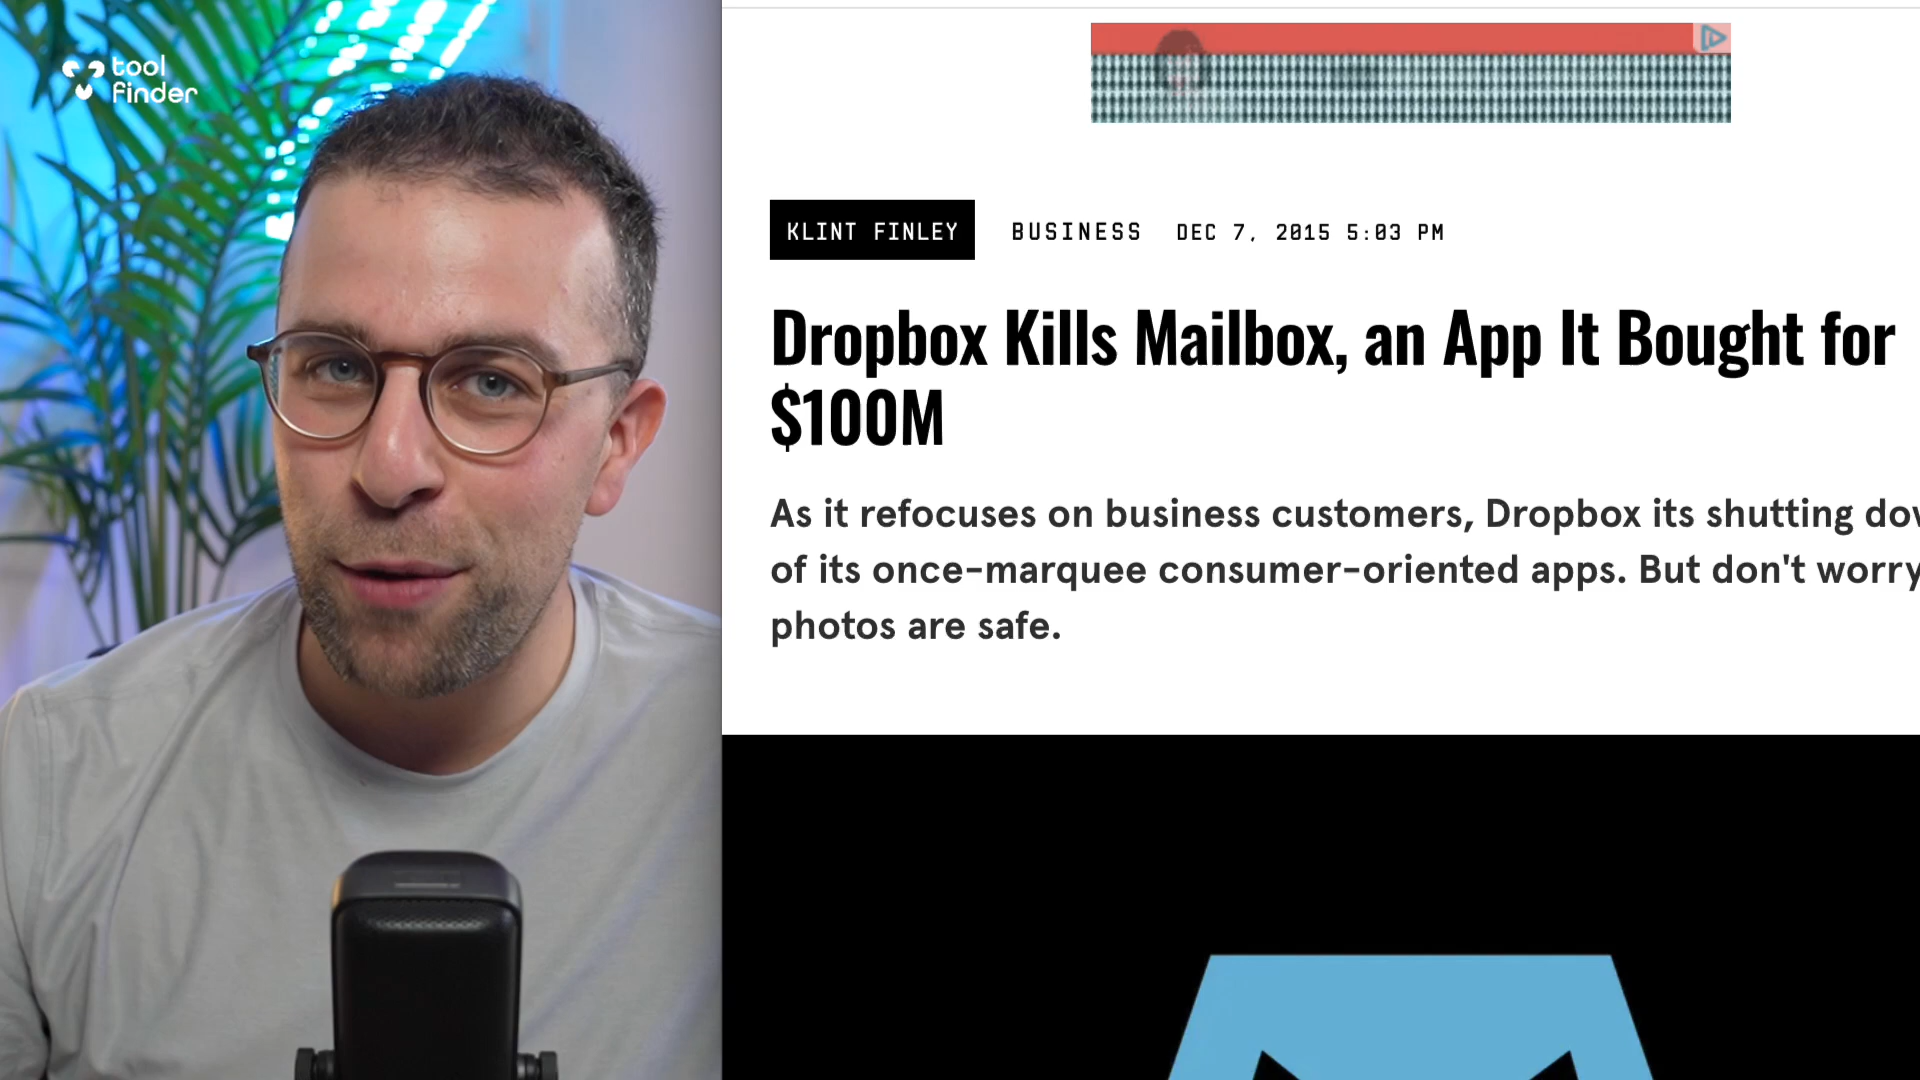 tool
finder
KLINT FINLEY BUSINESS DEC 7, 2015 5:03 PM
Dropbox Kills Mailbox, an App It Bought for
$100M
As it refocuses on business customers, Dropbox its shutting
of its once-marquee consumer-oriented apps. But don't worry
photos are safe.